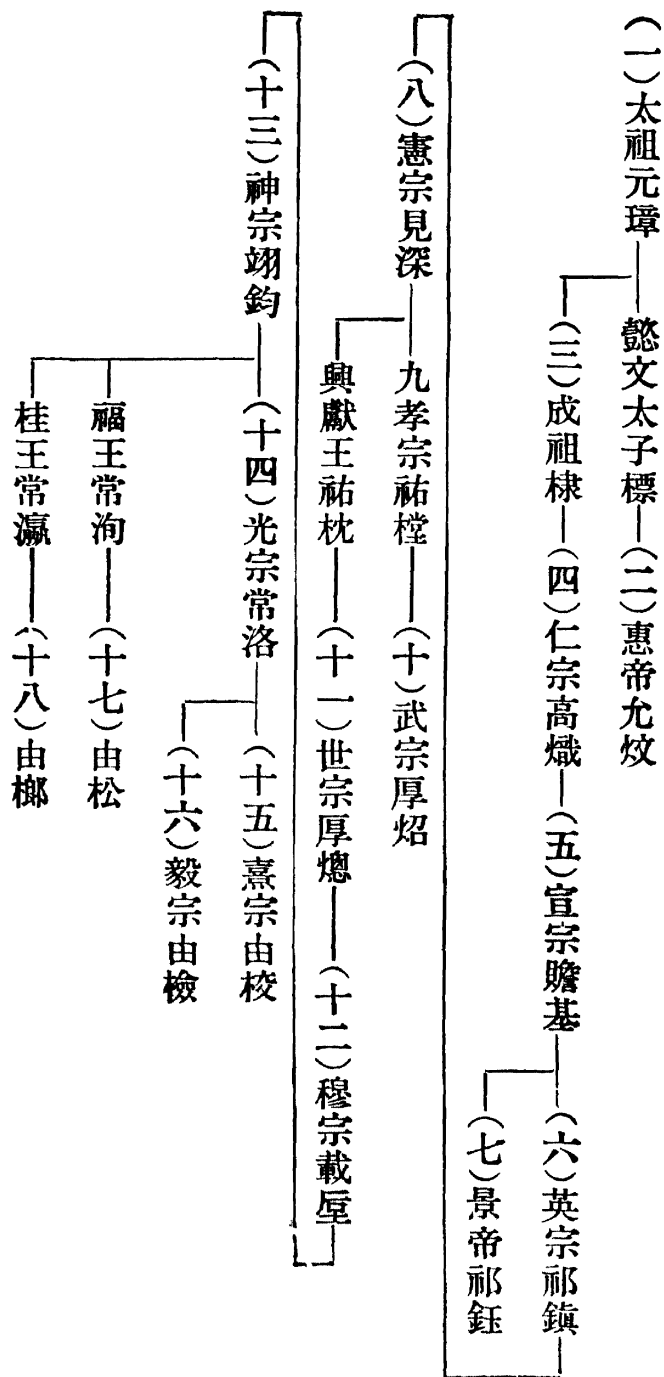 （一）太祖元璋
懿文太子標
（二）惠帝允炆
（三）成祖棣
（四）仁宗高熾
（五）宣宗贍基
（六）英宗祁鎮
（七）景帝祁鈺
（八）憲宗見深
九孝宗祐樘
（十）武宗厚炤
興獻王祐杬
（十一）世宗厚熜
（十二）穆宗載垕
（十三）神宗翊鈞
（十四）光宗常洛
（十五）熹宗由校
（十六）毅宗由檢
福王常洵
（十七）由松
桂王常瀛
（十八）由榔